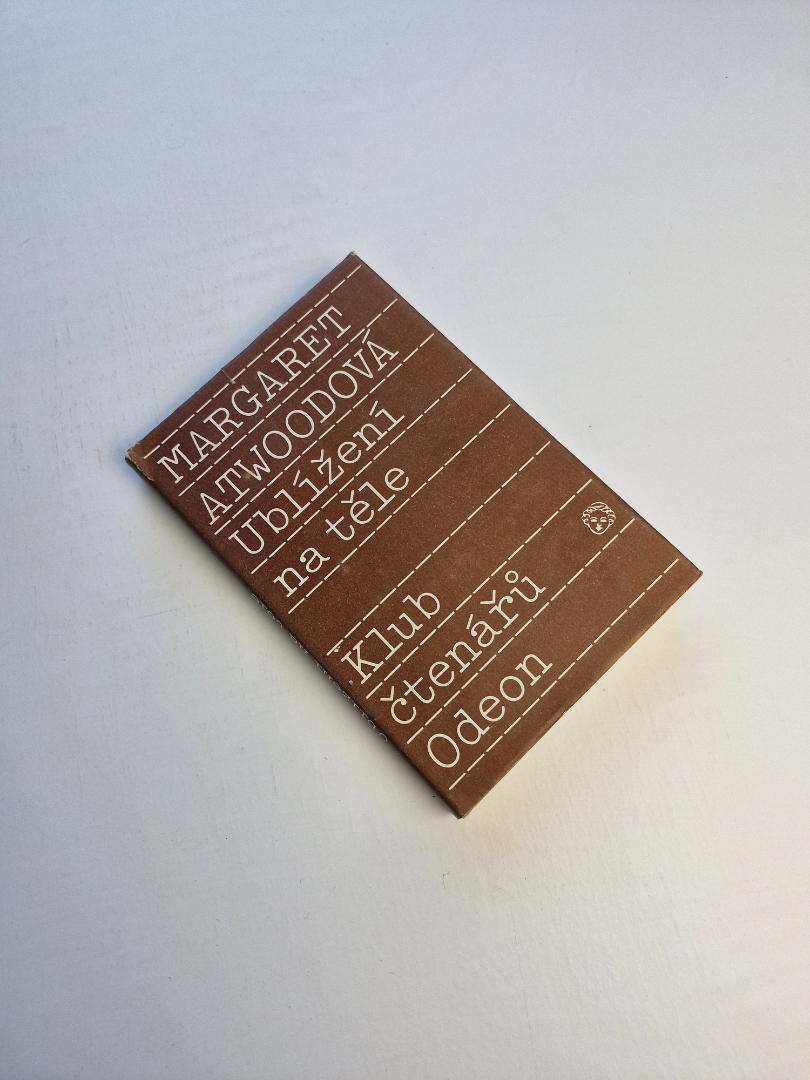 MARGARET
ATWOODOVÁ
Ublížení
na těle
Klub
čtenářů
Odeon